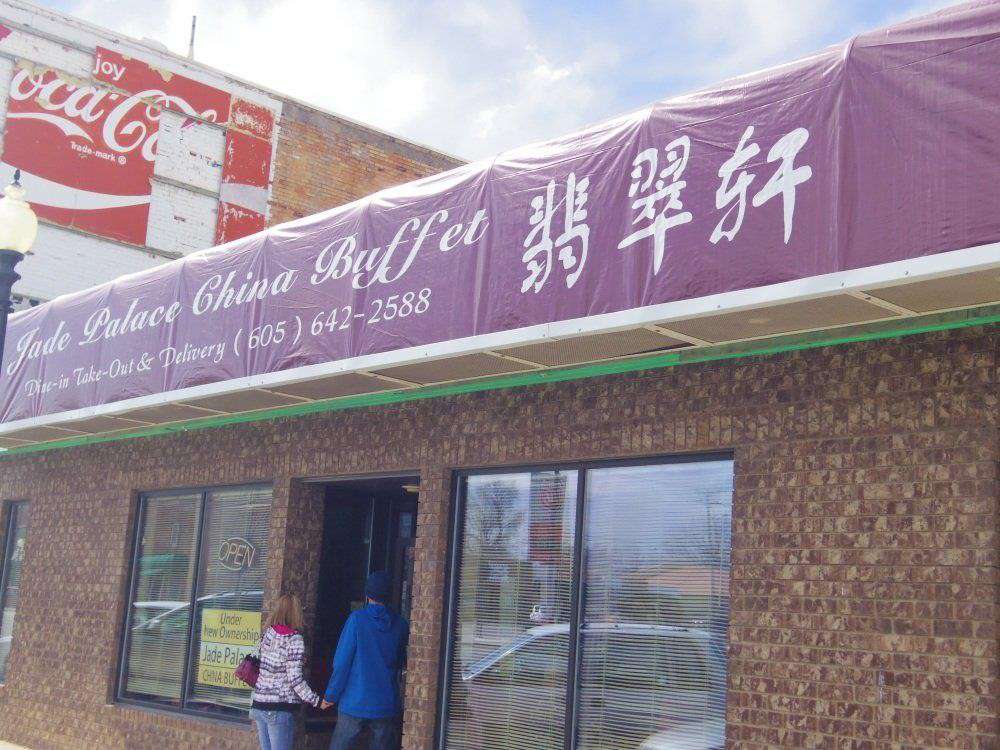 joy
Coca-Cola
Trade-mark ®
Jade Palace China Buffet
翡翠轩
Dine-in Take-Out & Delivery ( 605 ) 642-2588
OPEN
Under
new Ownership
Jade Palace
CHINA BUFFET